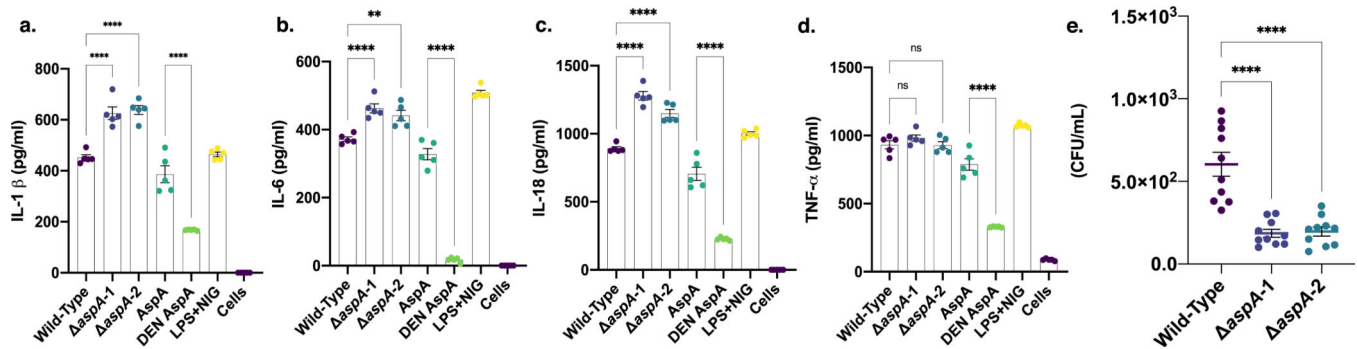 a.
****
****
****
IL-1 β (pg/ml)
800
600
400
200
0
Wild-Type
ΔaspA-1
ΔaspA-2
AspA
DEN AspA
LPS+NIG
Cells
b.
**
****
****
IL-6 (pg/ml)
600
400
200
0
Wild-Type
ΔaspA-1
ΔaspA-2
AspA
DEN AspA
LPS+NIG
Cells
c.
****
****
****
IL-18 (pg/ml)
1500
1000
500
0
Wild-Type
ΔaspA-1
ΔaspA-2
AspA
DEN AspA
LPS+NIG
Cells
d.
ns
ns
****
TNF-α (pg/ml)
1500
1000
500
0
Wild-Type
ΔaspA-1
ΔaspA-2
AspA
DEN AspA
LPS+NIG
Cells
e.
****
****
(CFU/mL)
1.5×10³
1.0×10³
5.0×10²
0.0
Wild-Type
ΔaspA-1
ΔaspA-2